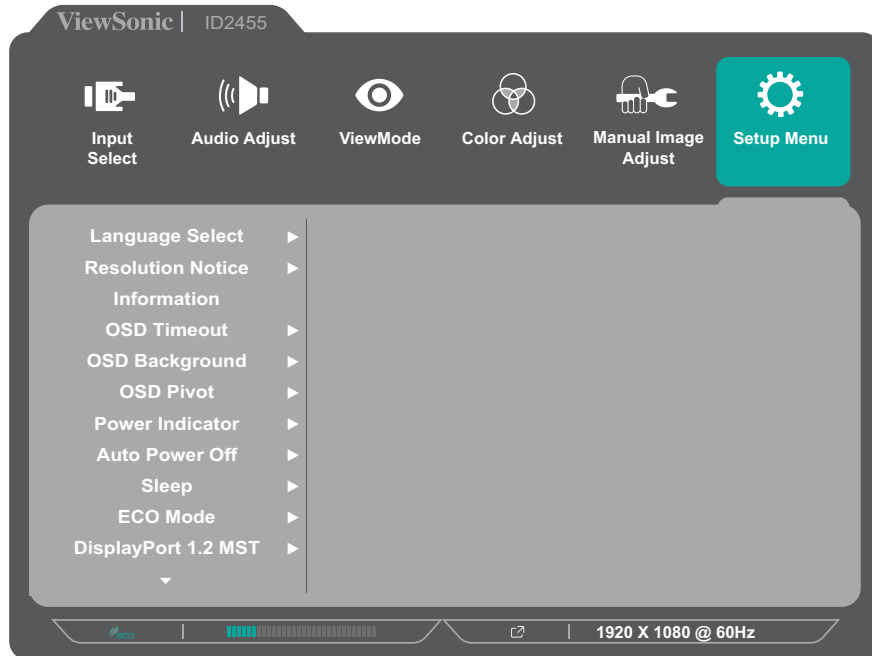 ViewSonic | ID2455
Input Select
Audio Adjust
ViewMode
Color Adjust
Manual Image Adjust
Setup Menu
Language Select
Resolution Notice
Information
OSD Timeout
OSD Background
OSD Pivot
Power Indicator
Auto Power Off
Sleep
ECO Mode
DisplayPort 1.2 MST
eco
1920 X 1080 @ 60Hz